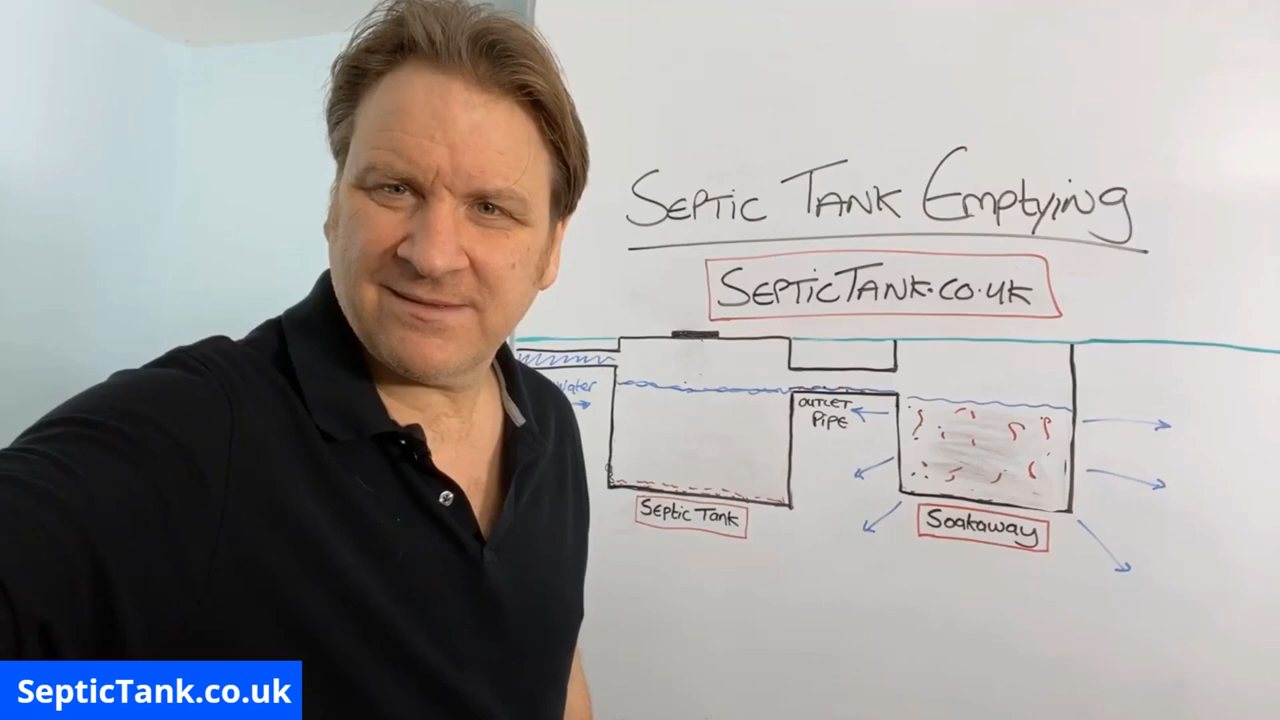 Septic Tank Emptying
SepticTank.co.uk
Water
OUTLET
PiPE
Septic Tank
Soakaway
SepticTank.co.uk